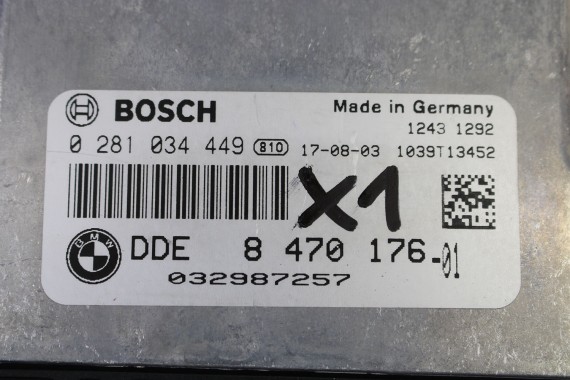 BOSCH
Made in Germany
1243 1292
0 281 034 449 810 17-08-03 1039T13452
X1
BMW
DDE 8 470 176-01
032987257